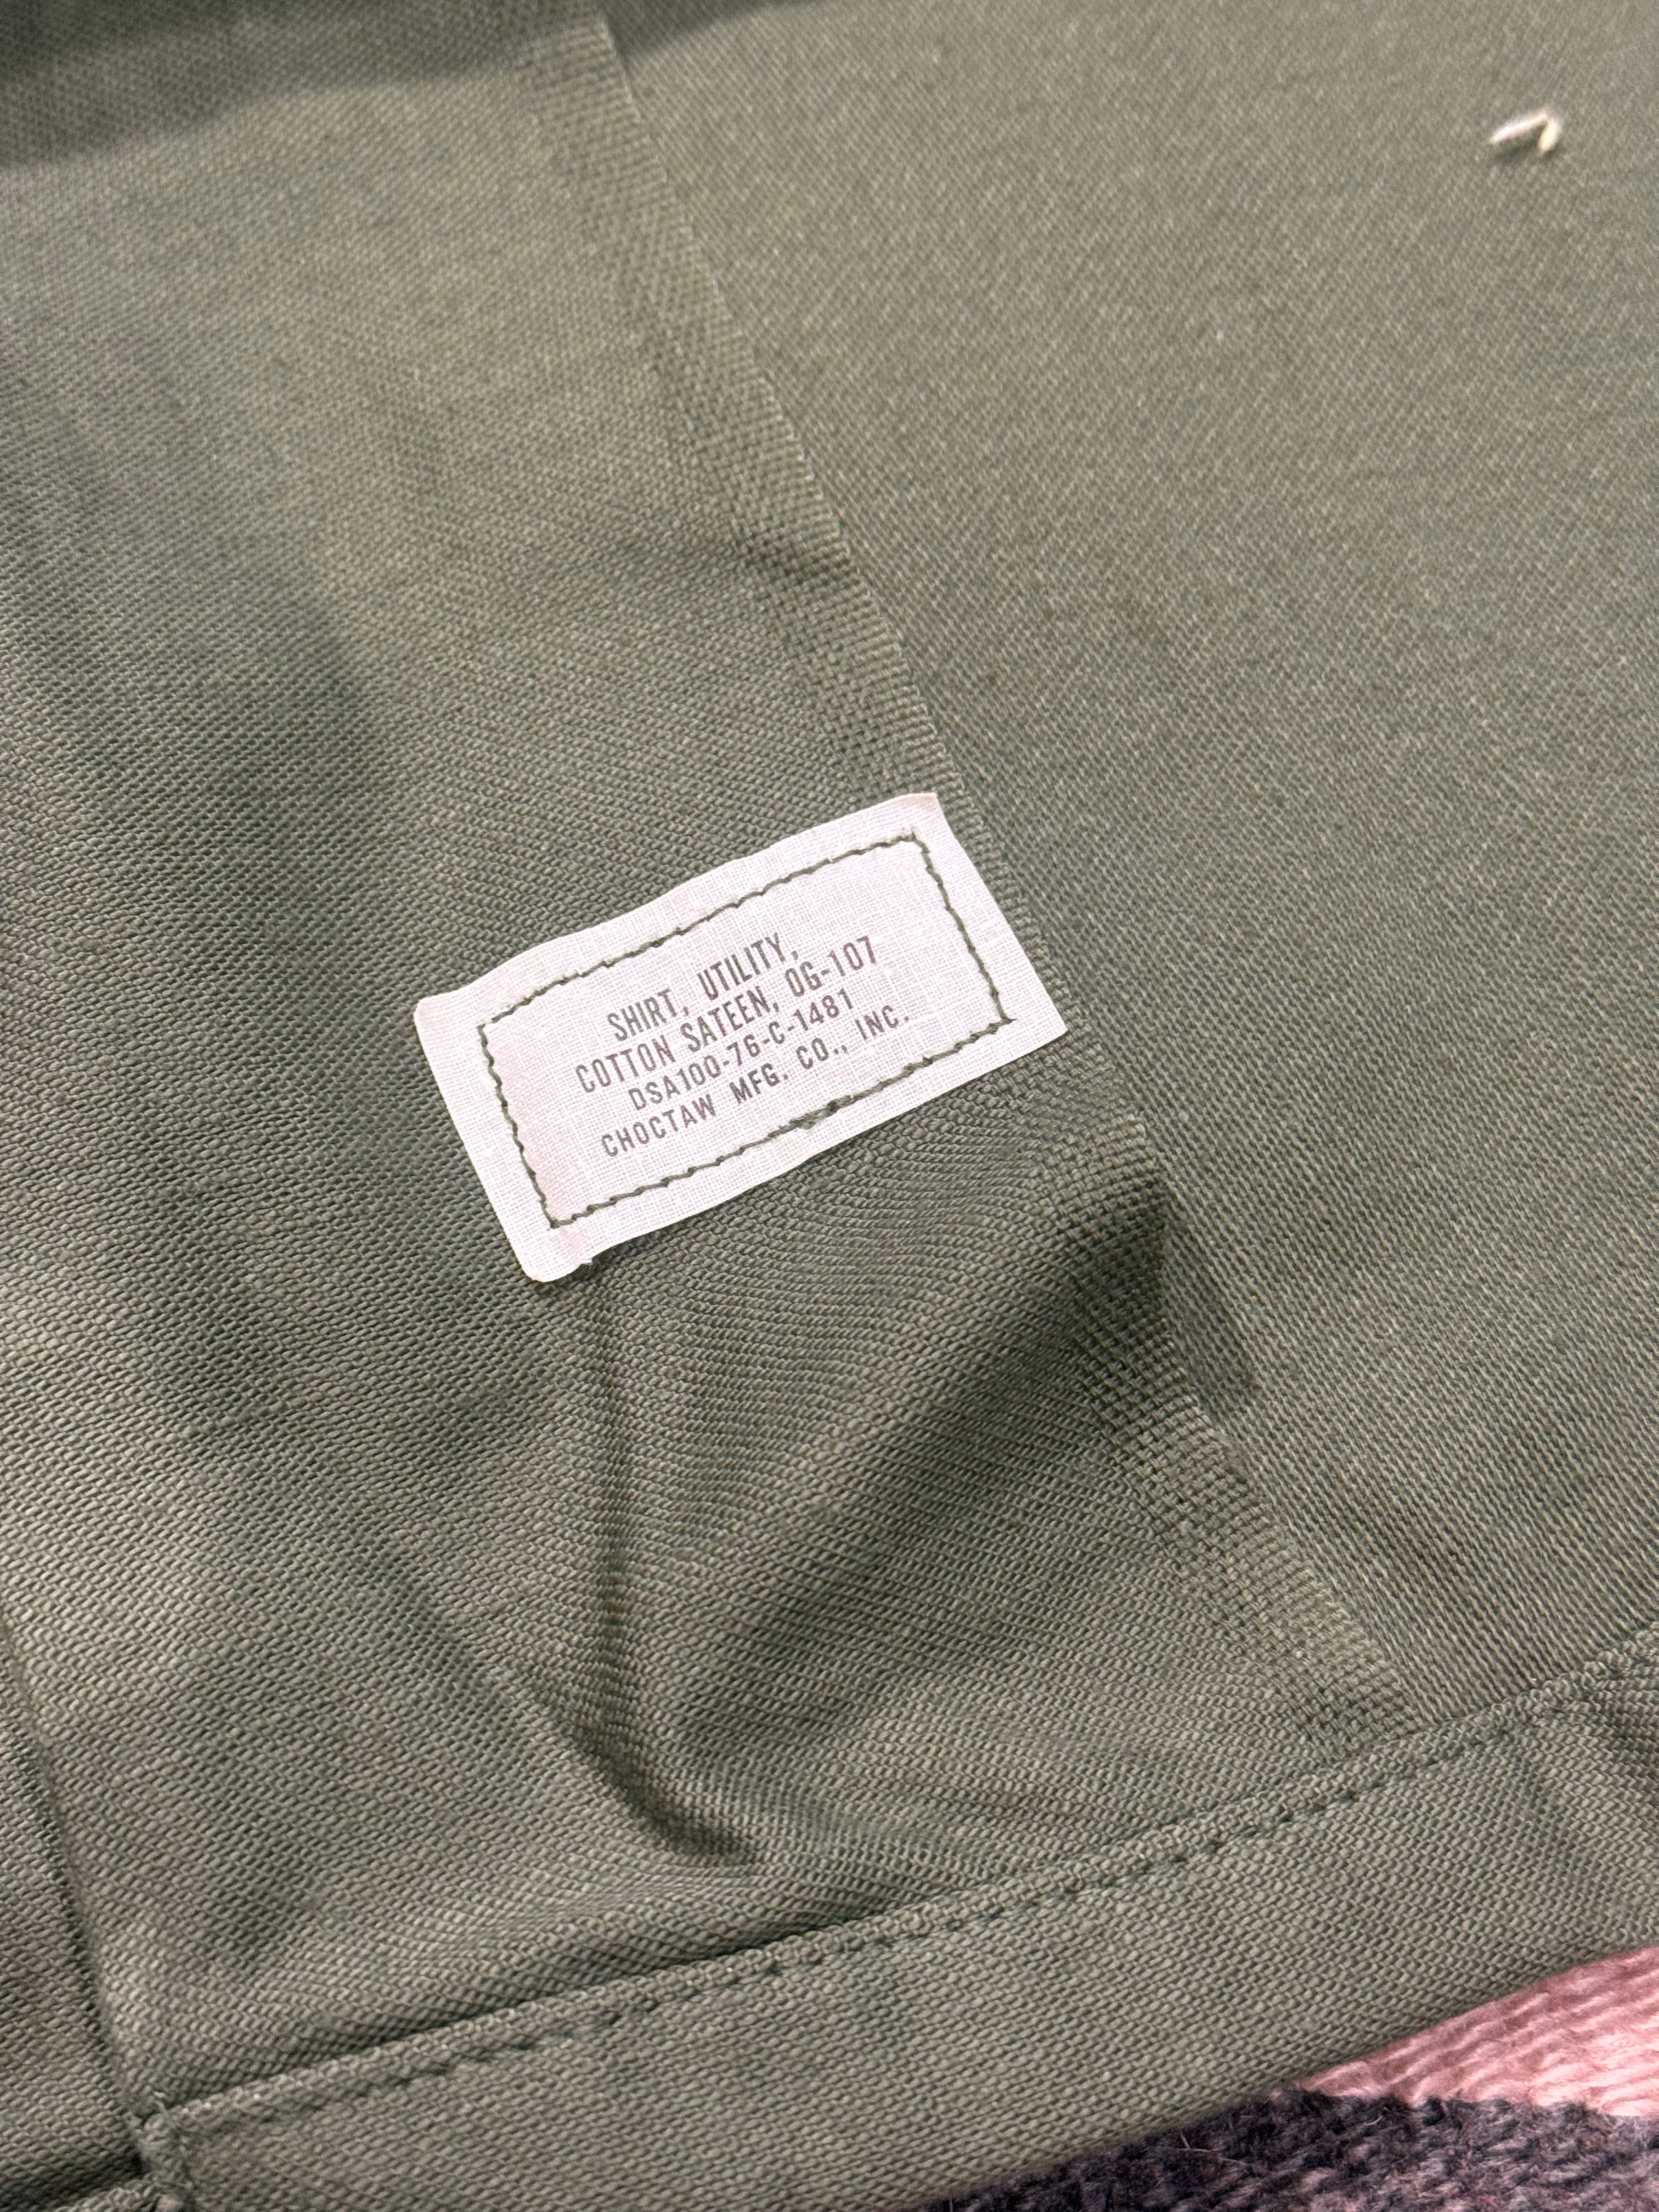 SHIRT, UTILITY,
COTTON SATEEN, OG-107
DSA100-76-C-1481
CHOCTAW MFG. CO., INC.